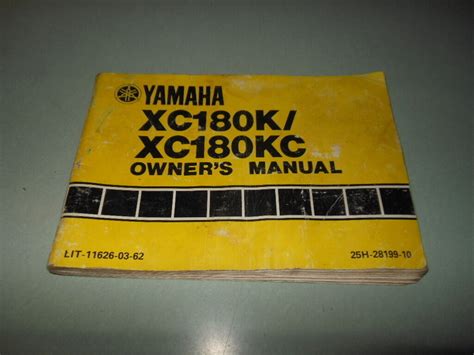 YAMAHA
XC180K/
XC180KC
OWNER'S MANUAL
LIT-11626-03-62 25H-28199-10